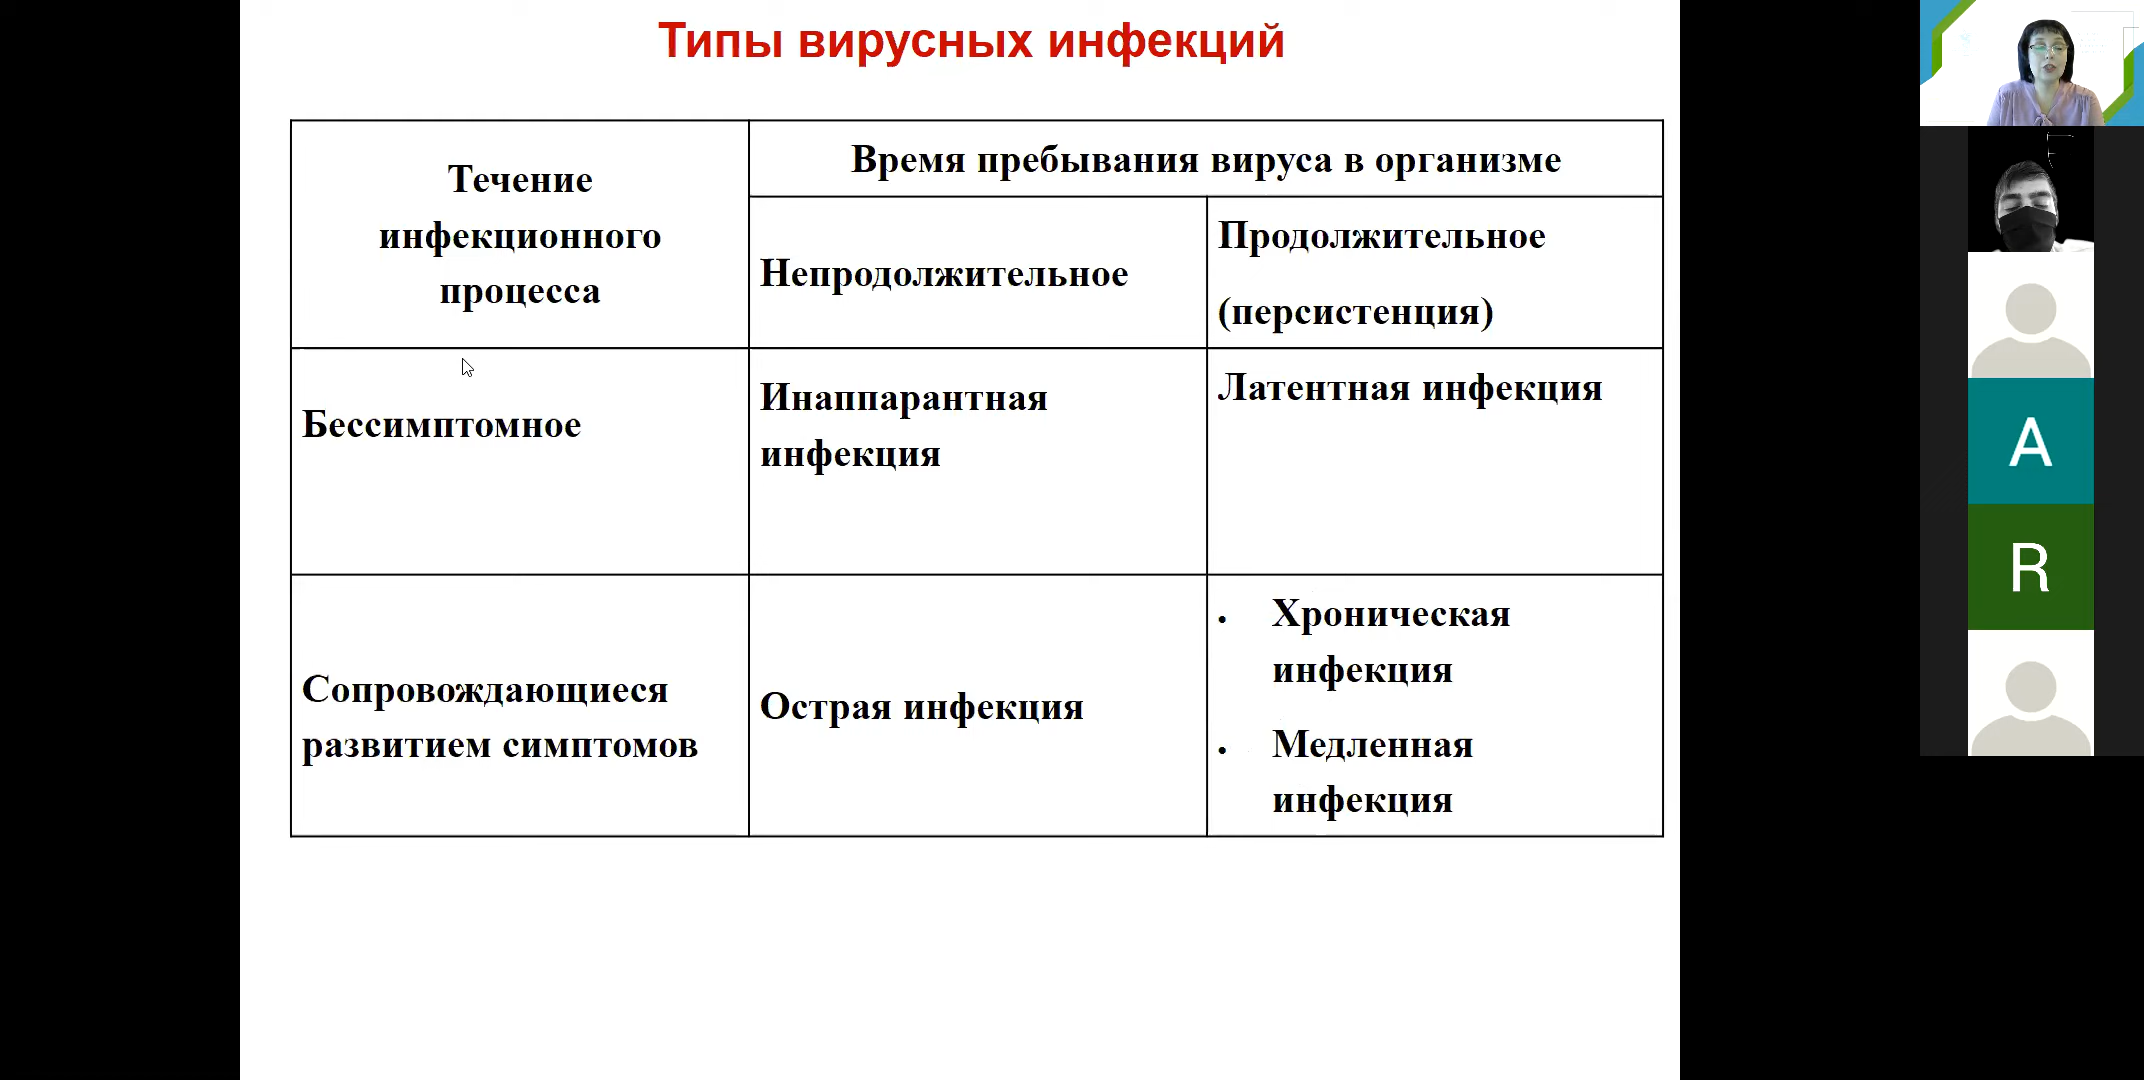 Типы вирусных инфекций
Течение
инфекционного
процесса
Время пребывания вируса в организме
Непродолжительное
Продолжительное
(персистенция)
Бессимптомное
Инаппарантная
инфекция
Латентная инфекция
Сопровождающиеся
развитием симптомов
Острая инфекция
• Хроническая
инфекция
• Медленная
инфекция
A
R